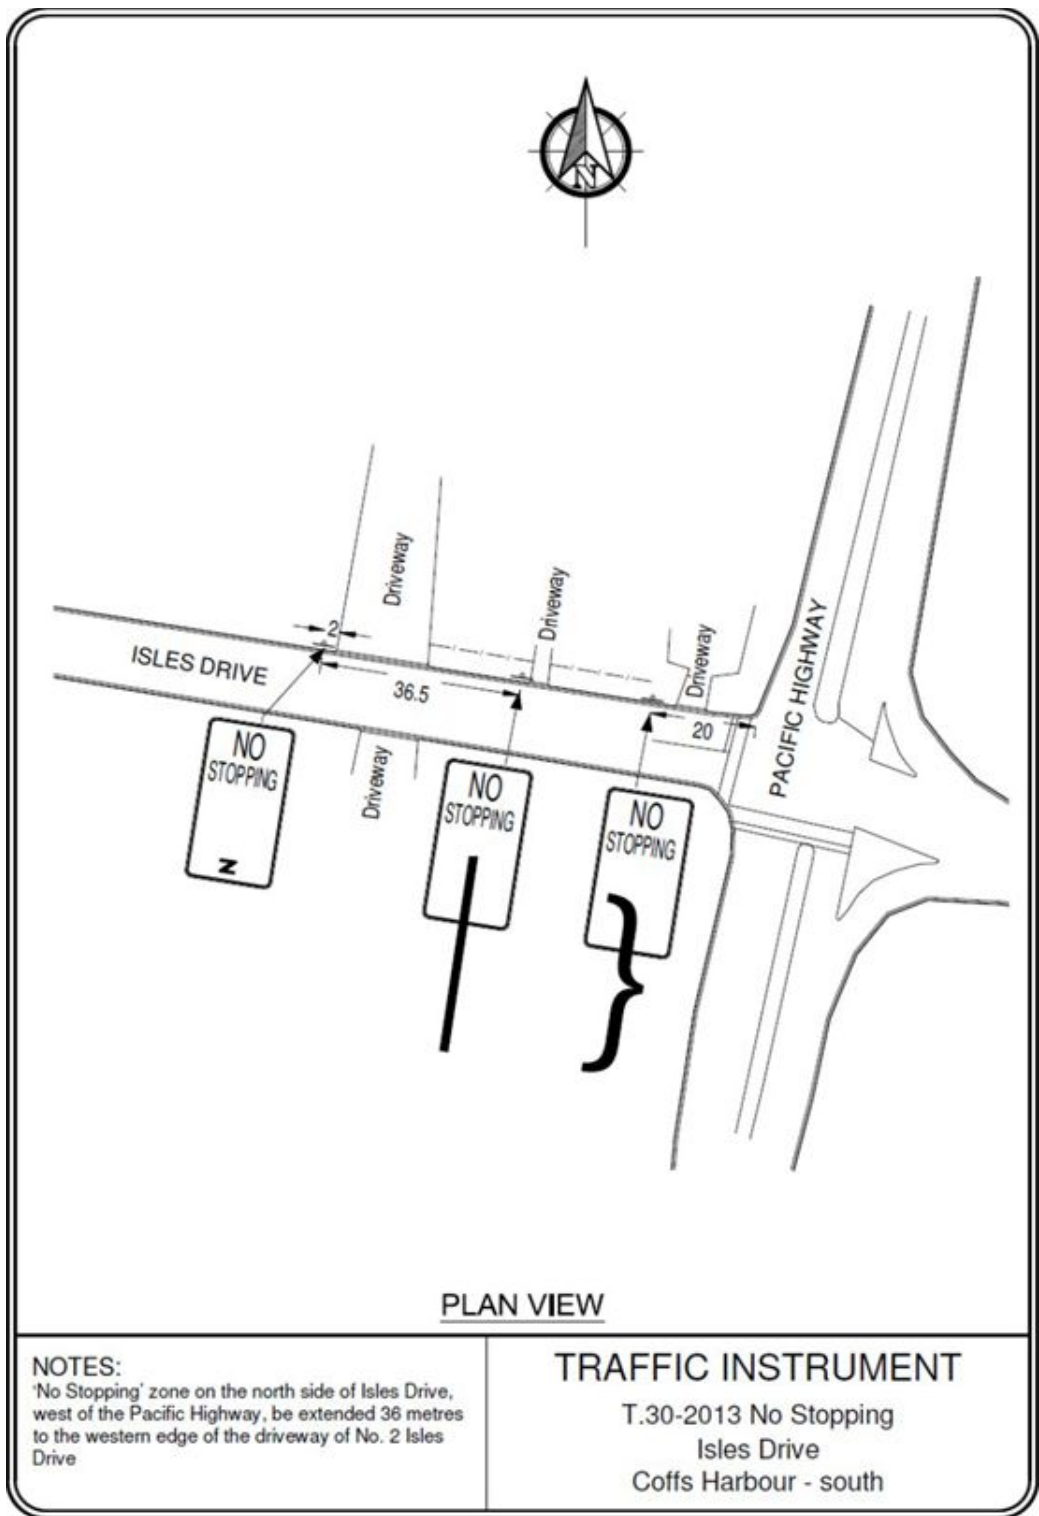 N
Driveway
Driveway
Driveway
2
ISLES DRIVE
36.5
20
PACIFIC HIGHWAY
NO
STOPPING
N
Driveway
NO
STOPPING
NO
STOPPING
}
PLAN VIEW
NOTES:
'No Stopping' zone on the north side of Isles Drive,
west of the Pacific Highway, be extended 36 metres
to the western edge of the driveway of No. 2 Isles
Drive
TRAFFIC INSTRUMENT
T.30-2013 No Stopping
Isles Drive
Coffs Harbour - south